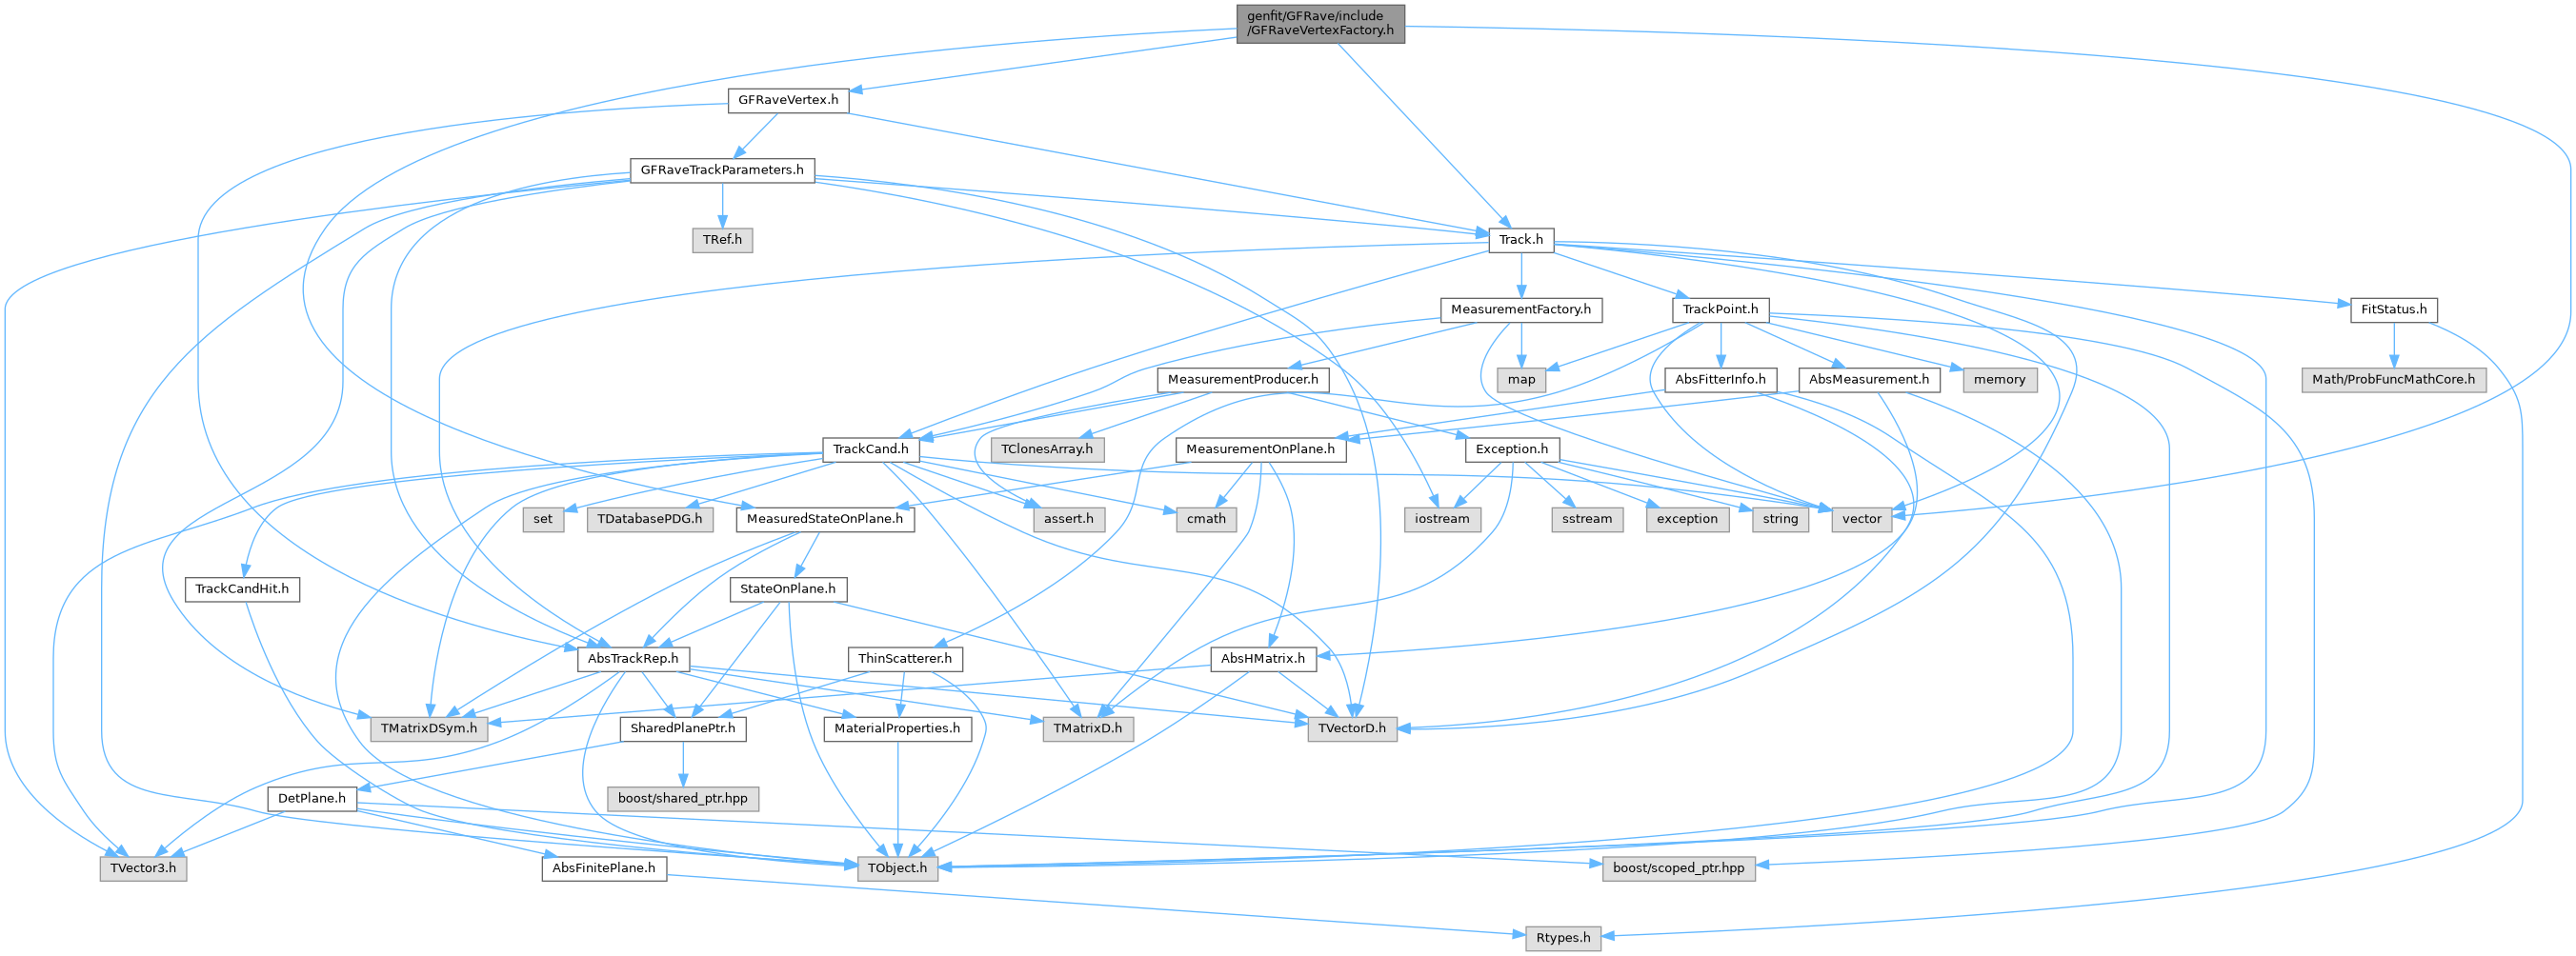 genfit/GFRave/include
/GFRaveVertexFactory.h
GFRaveVertex.h
GFRaveTrackParameters.h
TRef.h
Track.h
MeasurementFactory.h
TrackPoint.h
FitStatus.h
MeasurementProducer.h
map
AbsFitterInfo.h
AbsMeasurement.h
memory
Math/ProbFuncMathCore.h
TrackCand.h
TClonesArray.h
MeasurementOnPlane.h
Exception.h
set
TDatabasePDG.h
MeasuredStateOnPlane.h
assert.h
cmath
iostream
sstream
exception
string
vector
TrackCandHit.h
StateOnPlane.h
AbsTrackRep.h
ThinScatterer.h
AbsHMatrix.h
TMatrixDSym.h
SharedPlanePtr.h
MaterialProperties.h
TMatrixD.h
TVectorD.h
DetPlane.h
boost/shared_ptr.hpp
TVector3.h
AbsFinitePlane.h
TObject.h
boost/scoped_ptr.hpp
Rtypes.h